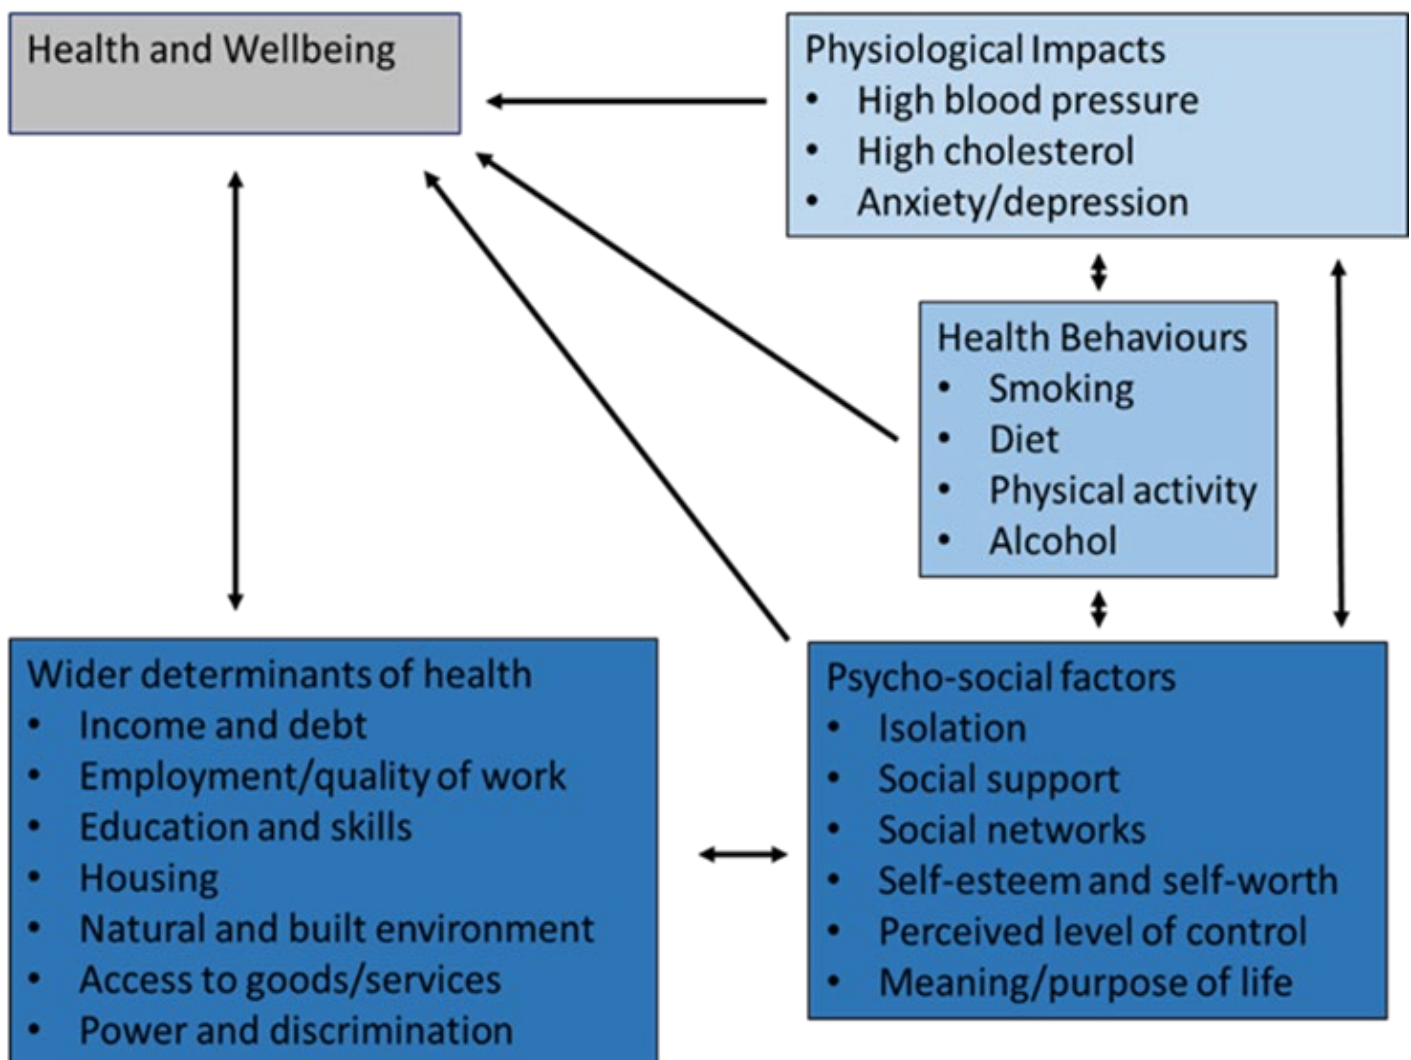 Health and Wellbeing
Physiological Impacts
• High blood pressure
• High cholesterol
• Anxiety/depression
Health Behaviours
• Smoking
• Diet
• Physical activity
• Alcohol
Wider determinants of health
• Income and debt
• Employment/quality of work
• Education and skills
• Housing
• Natural and built environment
• Access to goods/services
• Power and discrimination
Psycho-social factors
• Isolation
• Social support
• Social networks
• Self-esteem and self-worth
• Perceived level of control
• Meaning/purpose of life